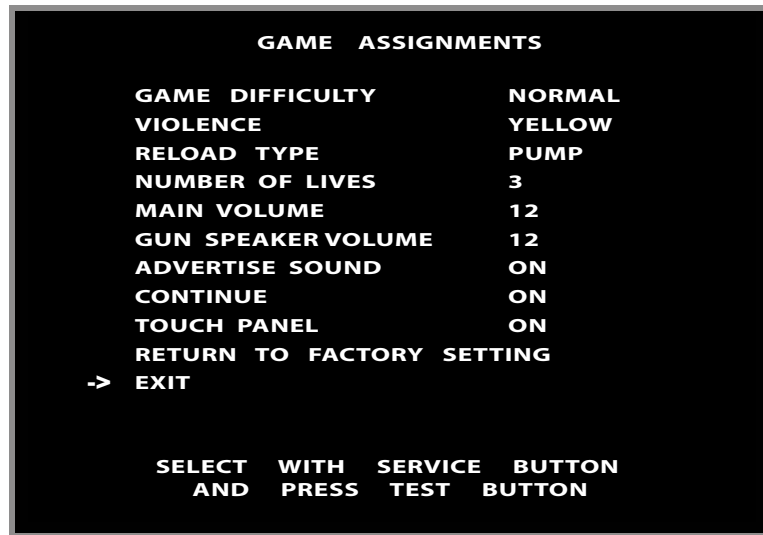 GAME ASSIGNMENTS
GAME DIFFICULTY NORMAL
VIOLENCE YELLOW
RELOAD TYPE PUMP
NUMBER OF LIVES 3
MAIN VOLUME 12
GUN SPEAKER VOLUME 12
ADVERTISE SOUND ON
CONTINUE ON
TOUCH PANEL ON
RETURN TO FACTORY SETTING
-> EXIT
SELECT WITH SERVICE BUTTON
AND PRESS TEST BUTTON